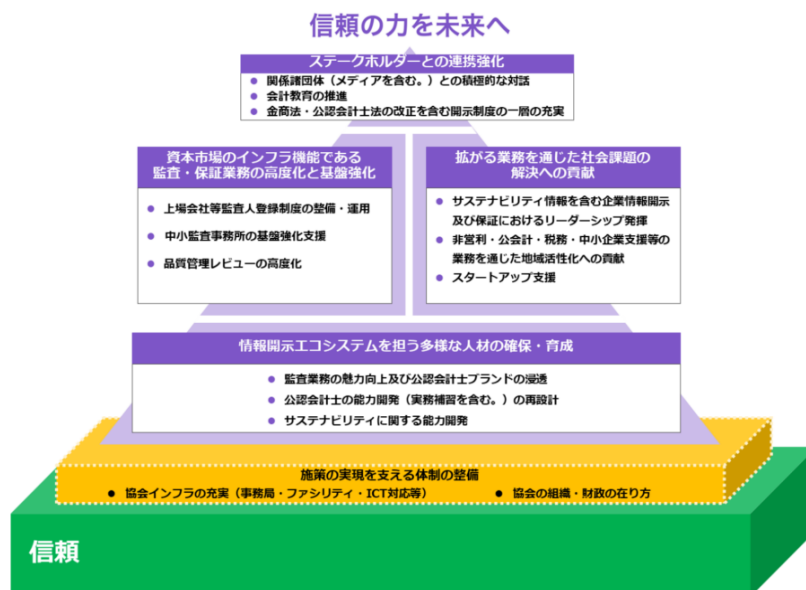 信頼の力を未来へ
ステークホルダーとの連携強化
● 関係諸団体（メディアを含む。）との積極的な対話
● 会計教育の推進
● 金商法・公認会計士法の改正を含む開示制度の一層の充実
資本市場のインフラ機能である
監査・保証業務の高度化と基盤強化
● 上場会社等監査人登録制度の整備・運用
● 中小監査事務所の基盤強化支援
● 品質管理レビューの高度化
拡がる業務を通じた社会課題の
解決への貢献
● サステナビリティ情報を含む企業情報開示
及び保証におけるリーダーシップ発揮
● 非営利・公会計・税務・中小企業支援等の
業務を通じた地域活性化への貢献
● スタートアップ支援
情報開示エコシステムを担う多様な人材の確保・育成
● 監査業務の魅力向上及び公認会計士ブランドの浸透
● 公認会計士の能力開発（実務補習を含む。）の再設計
● サステナビリティに関する能力開発
施策の実現を支える体制の整備
● 協会インフラの充実（事務局・ファシリティ・ICT対応等）
● 協会の組織・財政の在り方
信頼